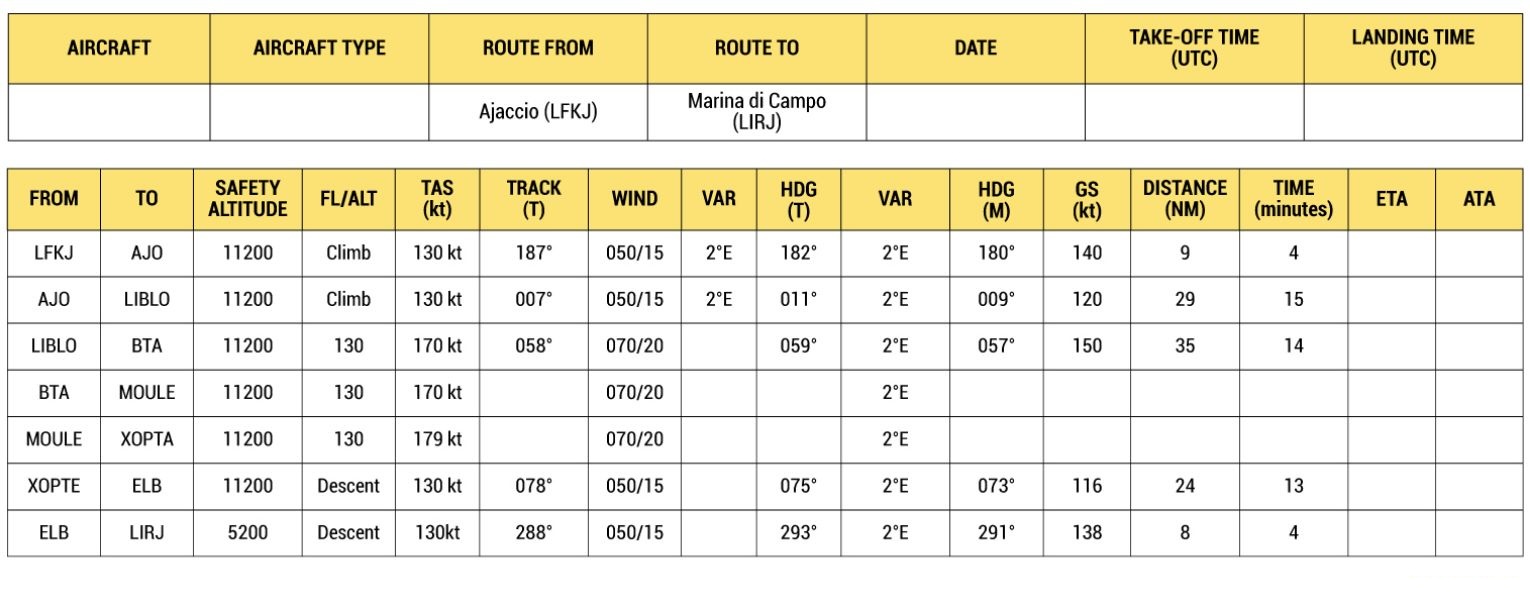 AIRCRAFT AIRCRAFT TYPE ROUTE FROM ROUTE TO DATE TAKE-OFF TIME (UTC) LANDING TIME (UTC)
Ajaccio (LFKJ) Marina di Campo (LIRJ)
FROM TO SAFETY ALTITUDE FL/ALT TAS (kt) TRACK (T) WIND VAR HDG (T) VAR HDG (M) GS (kt) DISTANCE (NM) TIME (minutes) ETA ATA
LFKJ AJO 11200 Climb 130 kt 187° 050/15 2°E 182° 2°E 180° 140 9 4
AJO LIBLO 11200 Climb 130 kt 007° 050/15 2°E 011° 2°E 009° 120 29 15
LIBLO BTA 11200 130 170 kt 058° 070/20 059° 2°E 057° 150 35 14
BTA MOULE 11200 130 170 kt 070/20 2°E
MOULE XOPTA 11200 130 179 kt 070/20 2°E
XOPTE ELB 11200 Descent 130 kt 078° 050/15 075° 2°E 073° 116 24 13
ELB LIRJ 5200 Descent 130kt 288° 050/15 293° 2°E 291° 138 8 4